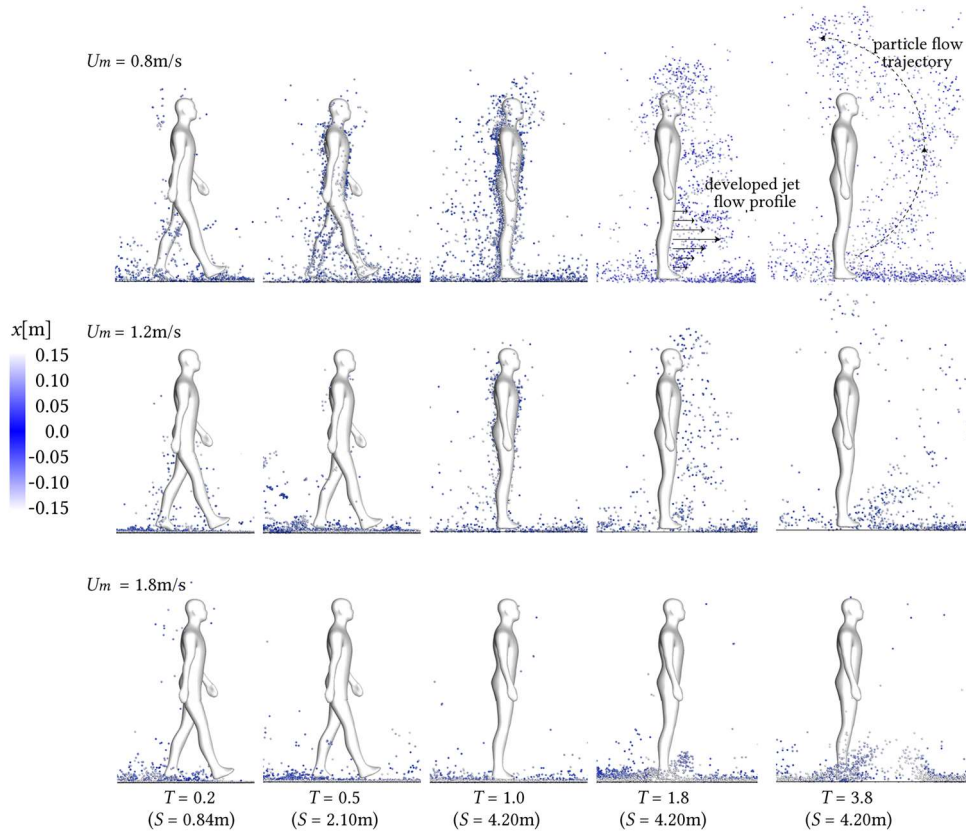 Um = 0.8m/s
particle flow
trajectory
developed jet
flow profile
x[m]
0.15
0.10
0.05
0.0
-0.05
-0.10
-0.15
Um = 1.2m/s
Um = 1.8m/s
T = 0.2
(S = 0.84m)
T = 0.5
(S = 2.10m)
T = 1.0
(S = 4.20m)
T = 1.8
(S = 4.20m)
T = 3.8
(S = 4.20m)